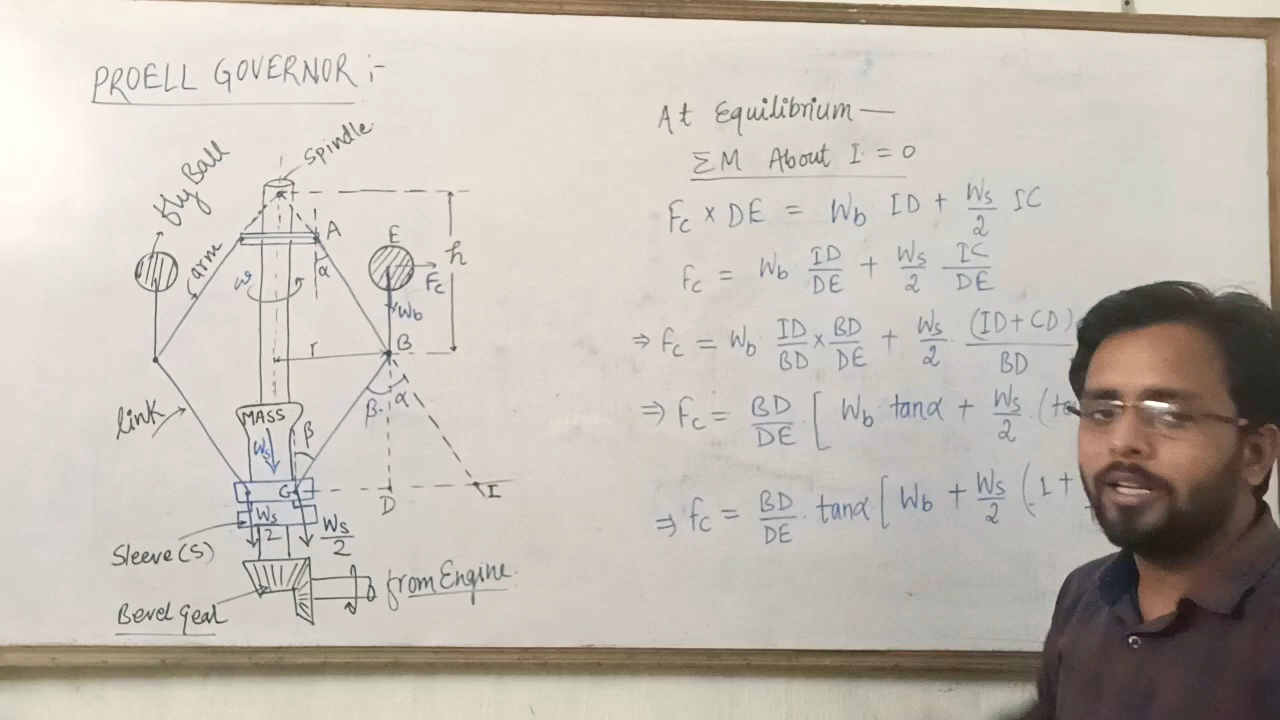 PROELL GOVERNOR :-
Spindle
fly Ball
A
E
arm
α
h
ω
Fc
Wb
r
B
β α
link
MASS
Ws
β
C
D
I
Ws/2
Ws/2
Sleeve (S)
from Engine.
Bevel Gear
At Equilibrium —
ΣM About I = 0
Fc × DE = Wb ID + Ws/2 IC
Fc = Wb · ID/DE + Ws/2 · IC/DE
⇒ Fc = Wb · ID/BD × BD/DE + Ws/2 · (ID+CD)/BD
⇒ Fc = BD/DE · [ Wb · tanα + Ws/2 · (
⇒ fc = BD/DE · tanα [ Wb + Ws/2 ( 1 +